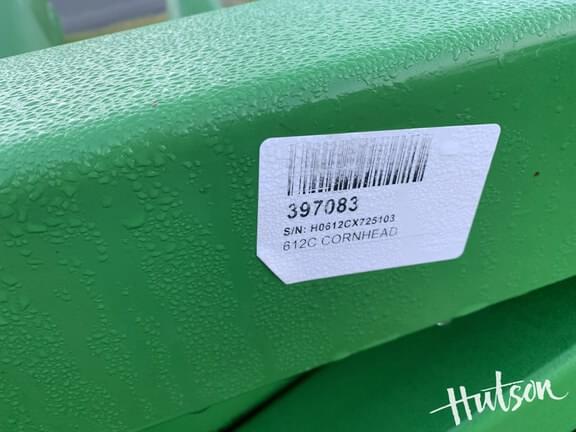 397083
S/N: H0612CX725103
612C CORNHEAD
Hutson